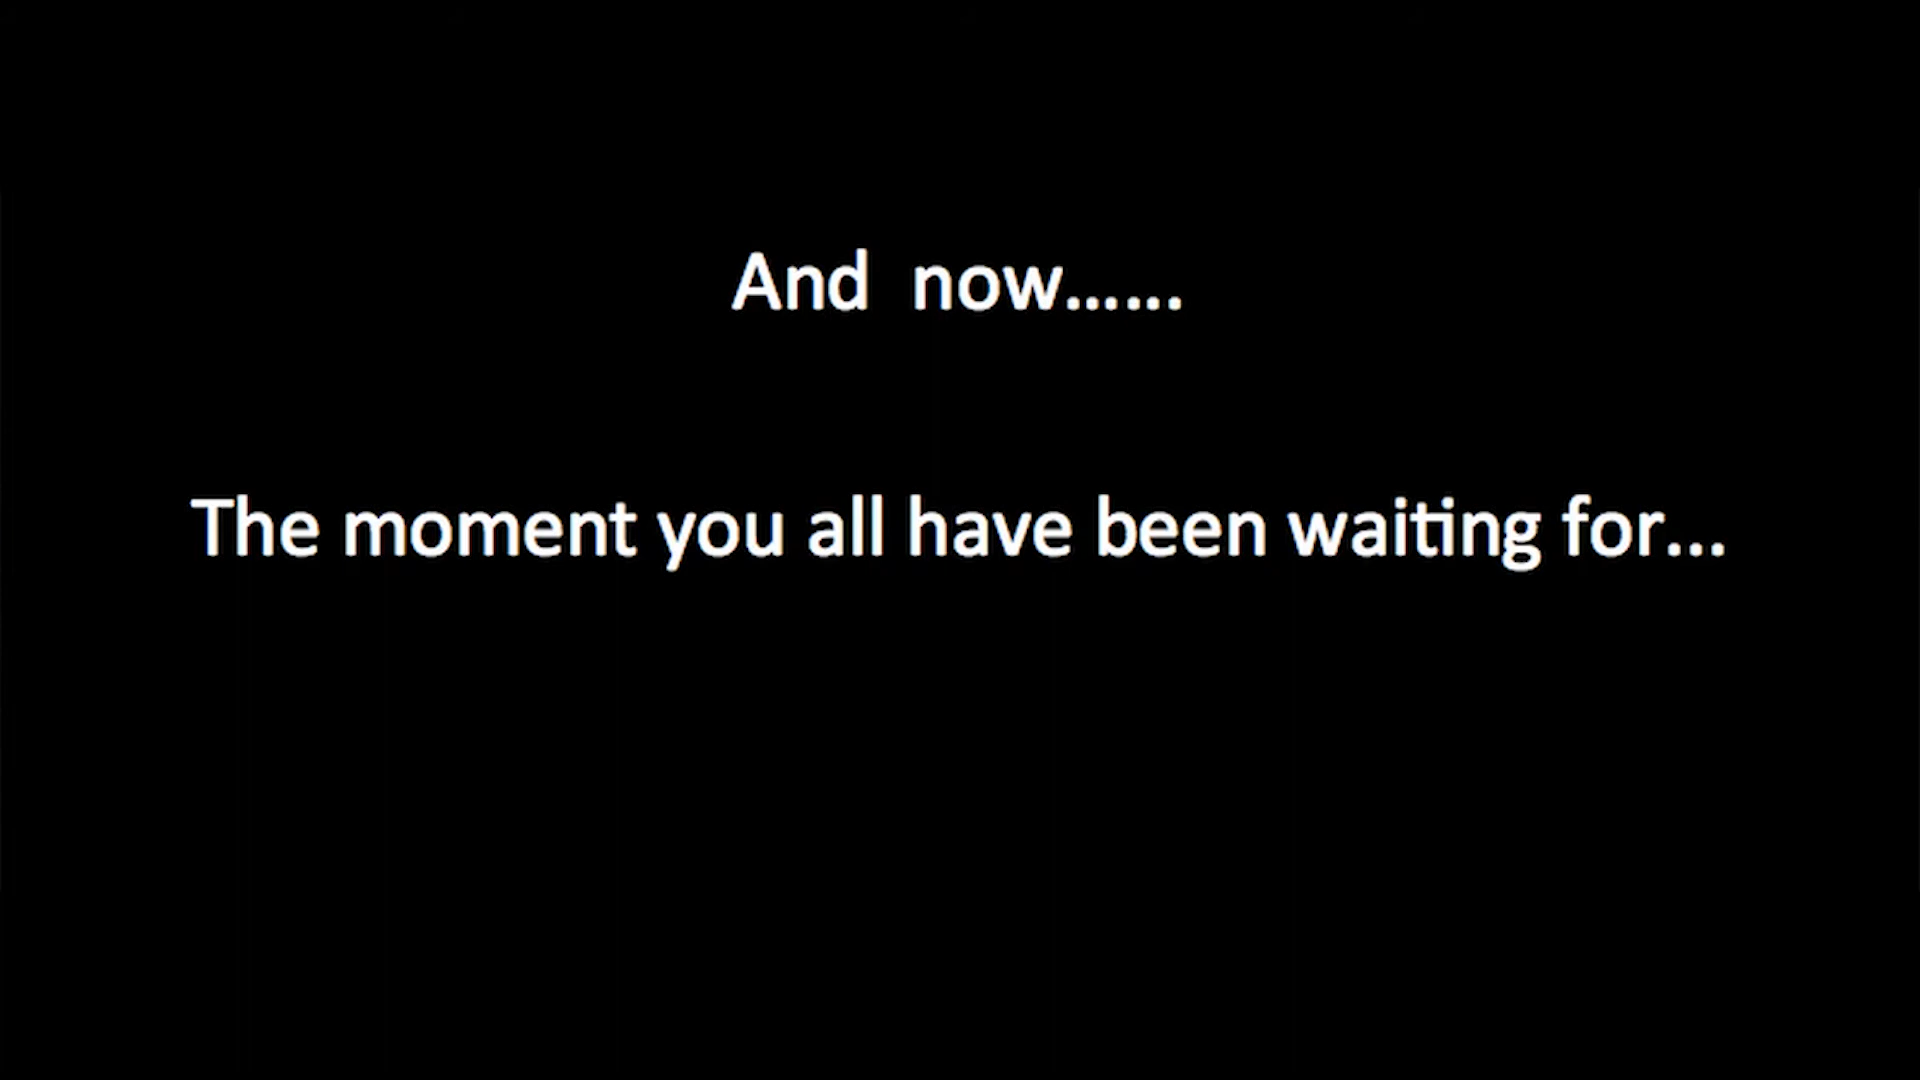 And  now......
The moment you all have been waiting for...